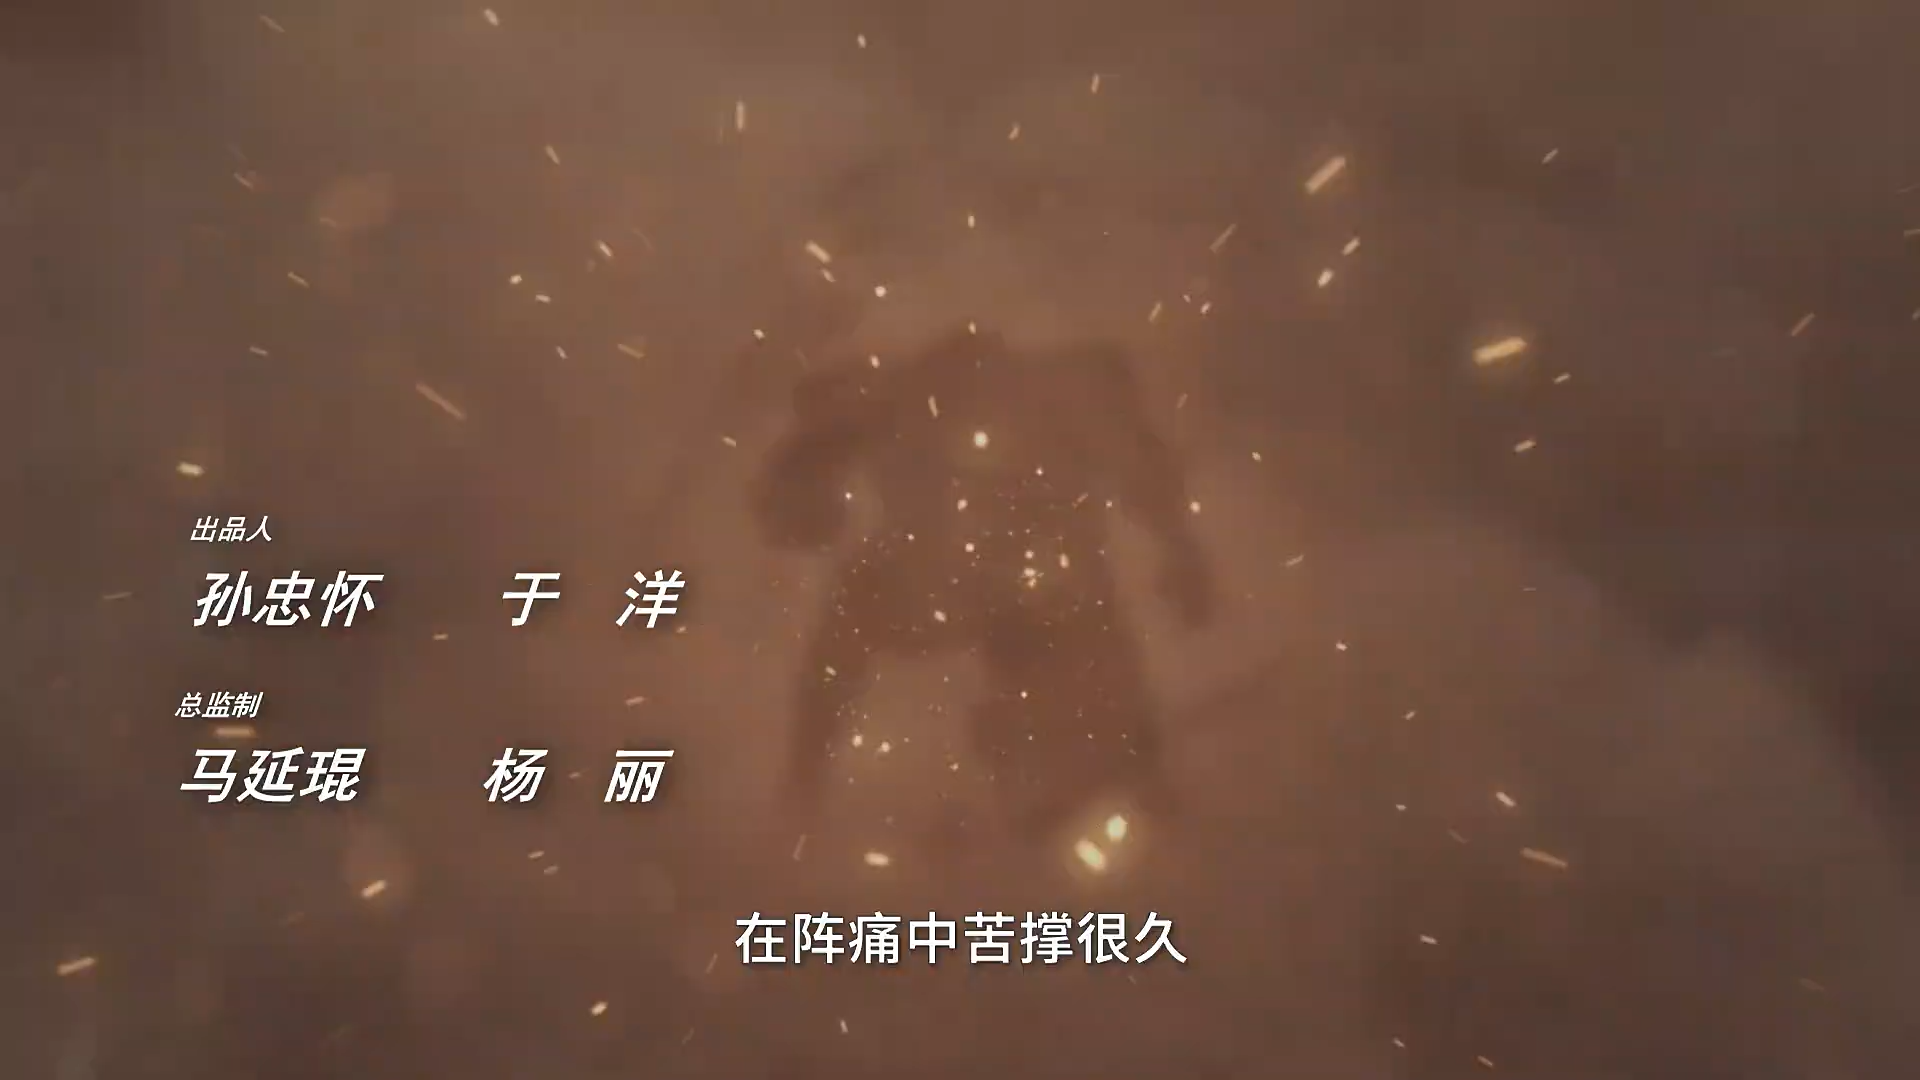 出品人
孙忠怀 于洋
总监制
马延琨 杨丽
在阵痛中苦撑很久